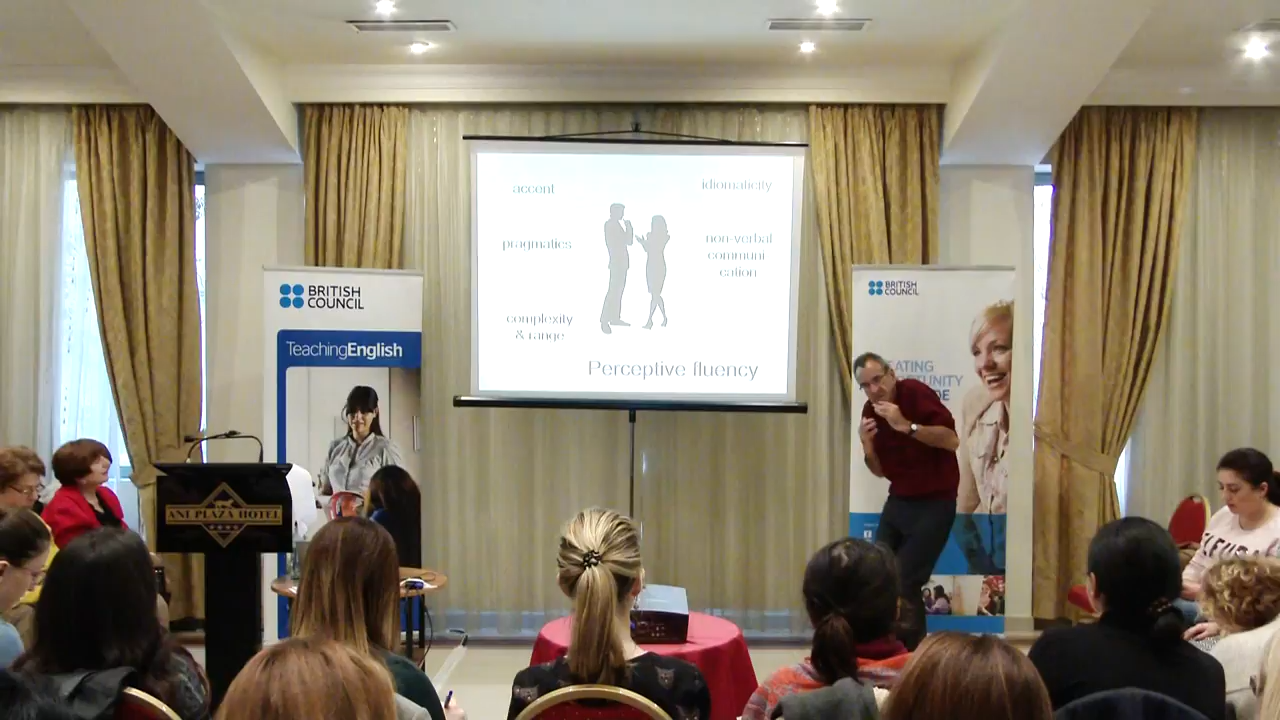 accent
idiomaticity
pragmatics
non-verbal
communi
cation
complexity
& range
Perceptive fluency
BRITISH
COUNCIL
TeachingEnglish
BRITISH
COUNCIL
ANI PLAZA HOTEL